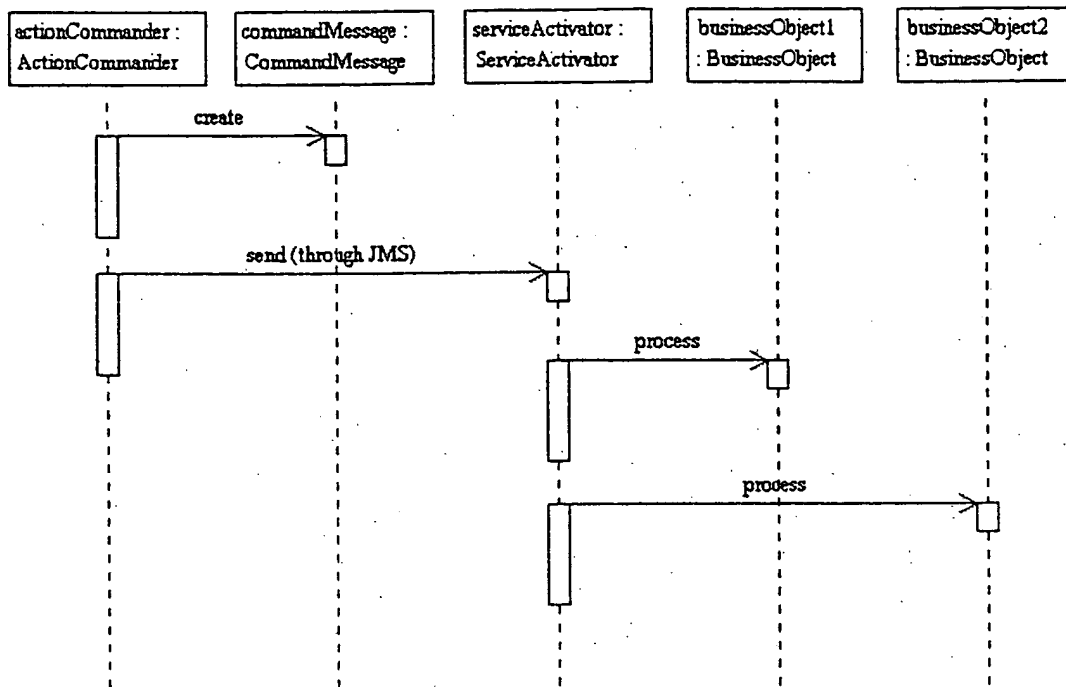 actionCommander :
ActionCommander
commandMessage :
CommandMessage
serviceActivator :
ServiceActivator
businessObject1
: BusinessObject
businessObject2
: BusinessObject
create
send (through JMS)
process
process